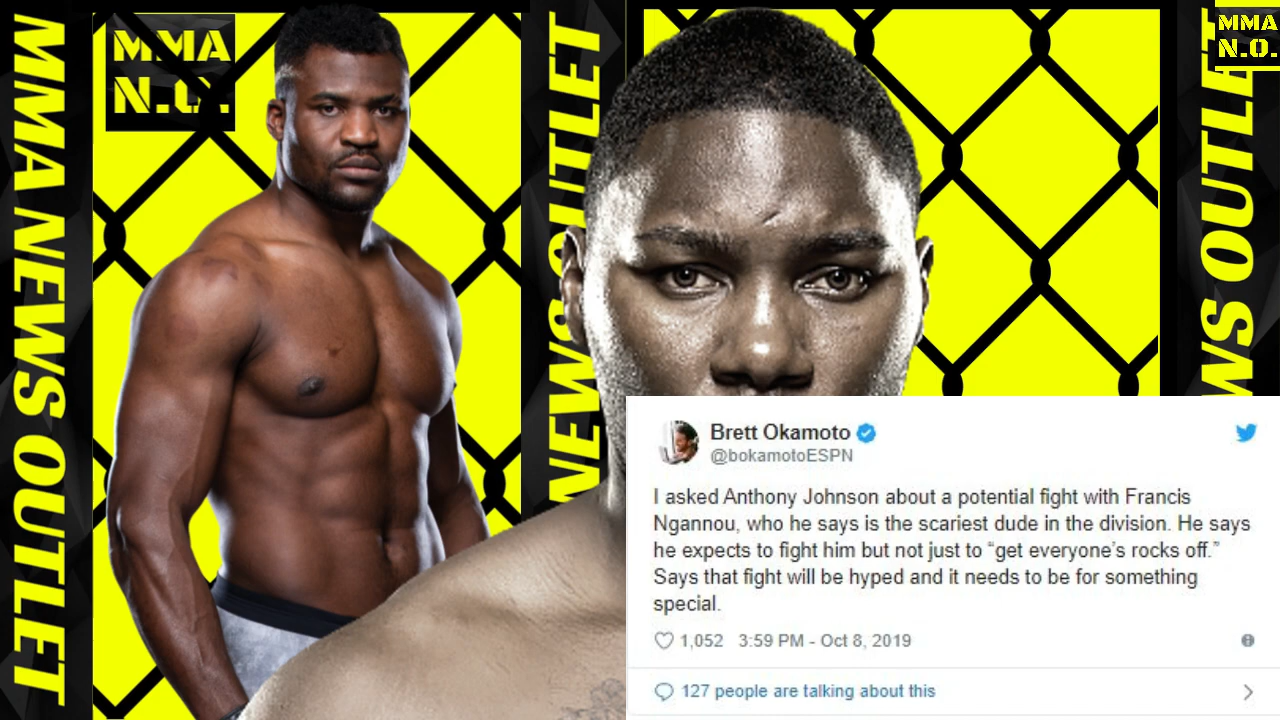 MMA NEWS OUTLET
MMA
N.O.
NEWS OUTLET
MMA
N.O.
WS OUTLET
Brett Okamoto
@bokamotoESPN
I asked Anthony Johnson about a potential fight with Francis
Ngannou, who he says is the scariest dude in the division. He says
he expects to fight him but not just to “get everyone’s rocks off.”
Says that fight will be hyped and it needs to be for something
special.
1,052 3:59 PM - Oct 8, 2019
127 people are talking about this